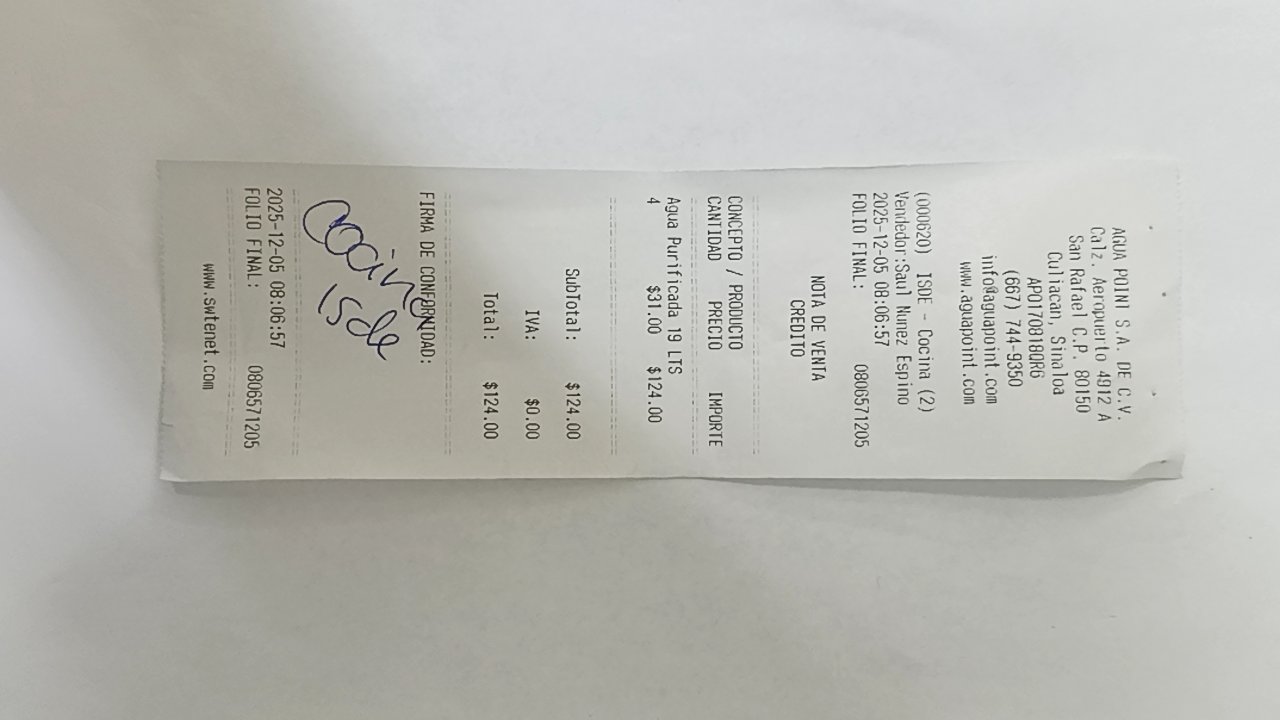 AGUA POINT S.A. DE C.V.
Calz. Aeropuerto 4912 A
San Rafael C.P. 80150
Culiacan, Sinaloa
APO170818QR6
(667) 744-9350
info@aguapoint.com
www.aguapoint.com
(000620) ISDE - Cocina (2)
Vendedor:Saul Nunez Espino
2025-12-05 08:06:57
FOLIO FINAL: 0806571205
NOTA DE VENTA
CREDITO
CONCEPTO / PRODUCTO
CANTIDAD PRECIO IMPORTE
Agua Purificada 19 LTS
4 $31.00 $124.00
SubTotal: $124.00
IVA: $0.00
Total: $124.00
FIRMA DE CONFORMIDAD:
Cocina
Isde
2025-12-05 08:06:57
FOLIO FINAL: 0806571205
www.swtenet.com